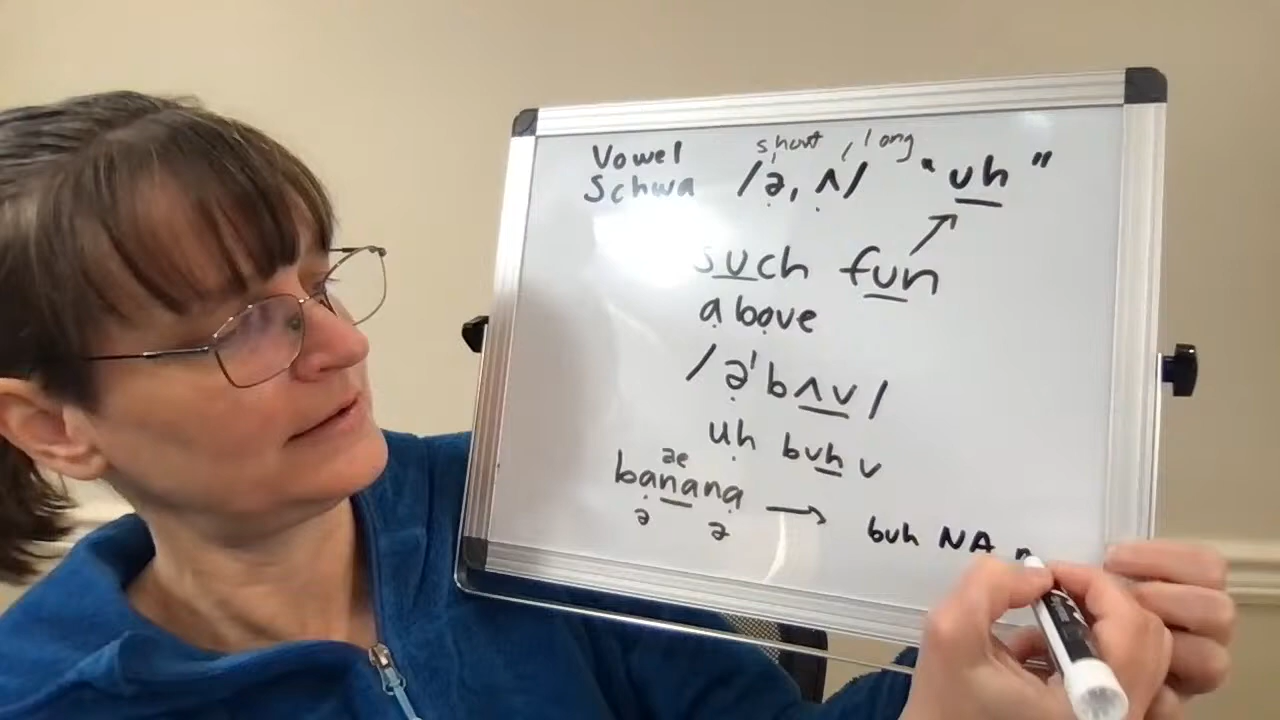 Vowel short, long
Schwa /ə, ʌ/ "uh"
such fun
above
/əˈbʌv/
uh buh v
æ
banana → buh NA n
ə ə